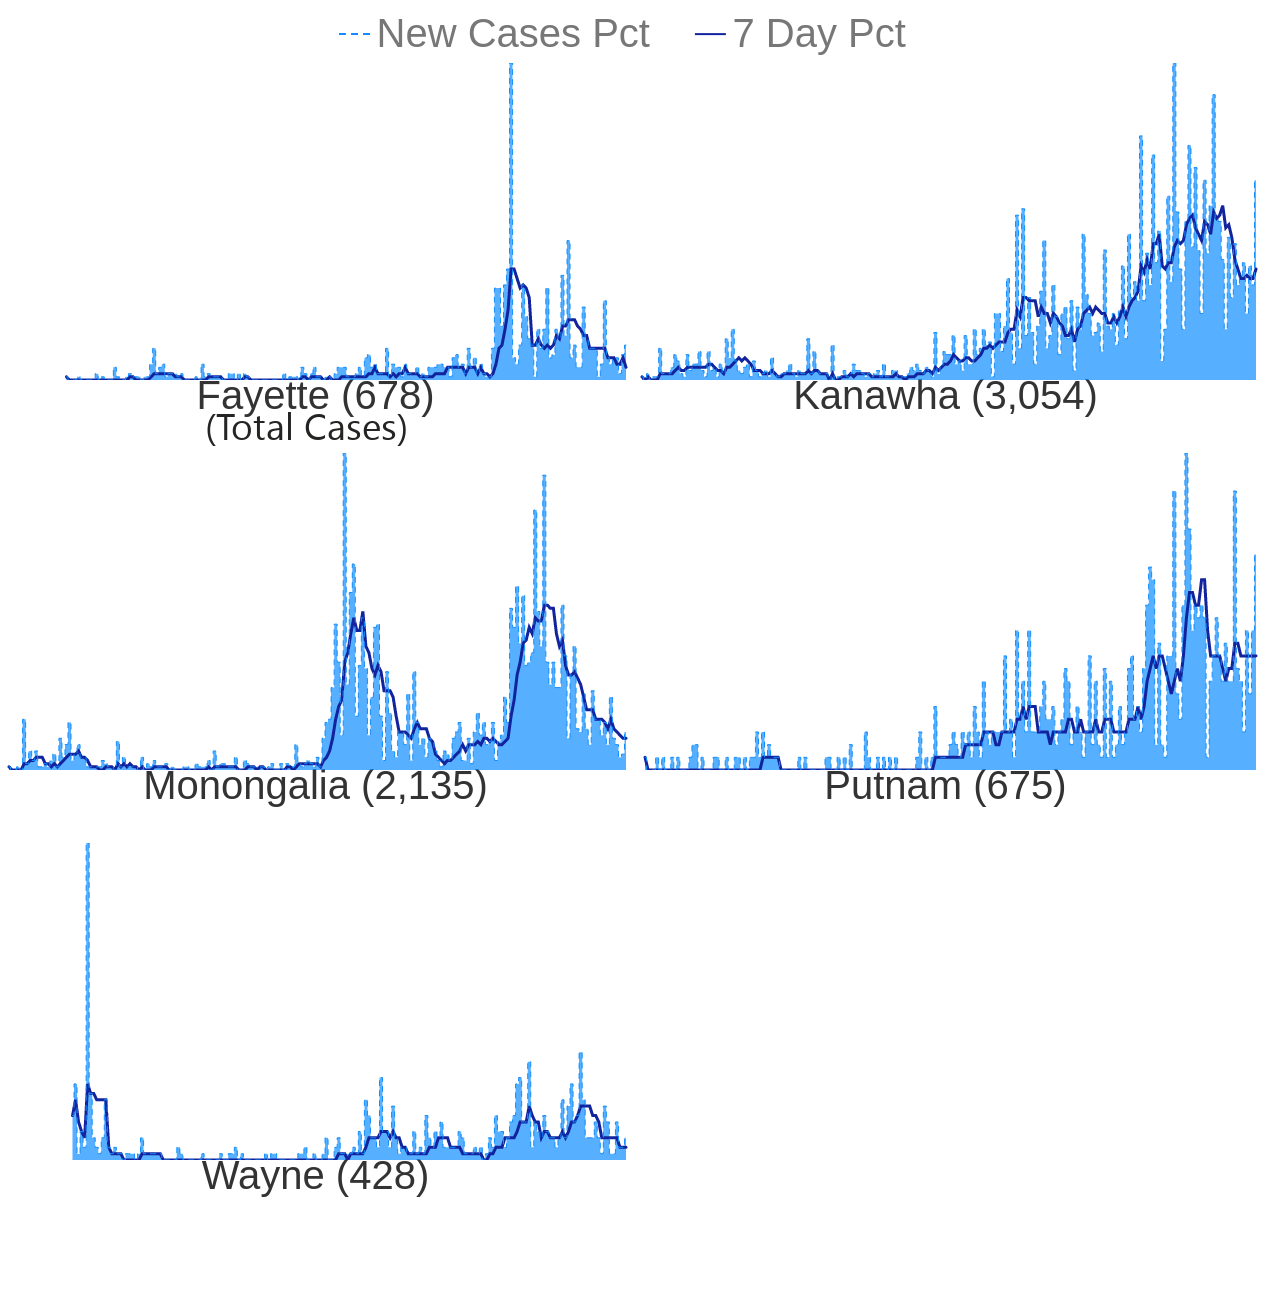 New Cases Pct 7 Day Pct
Fayette (678) Kanawha (3,054)
(Total Cases)
Monongalia (2,135) Putnam (675)
Wayne (428)